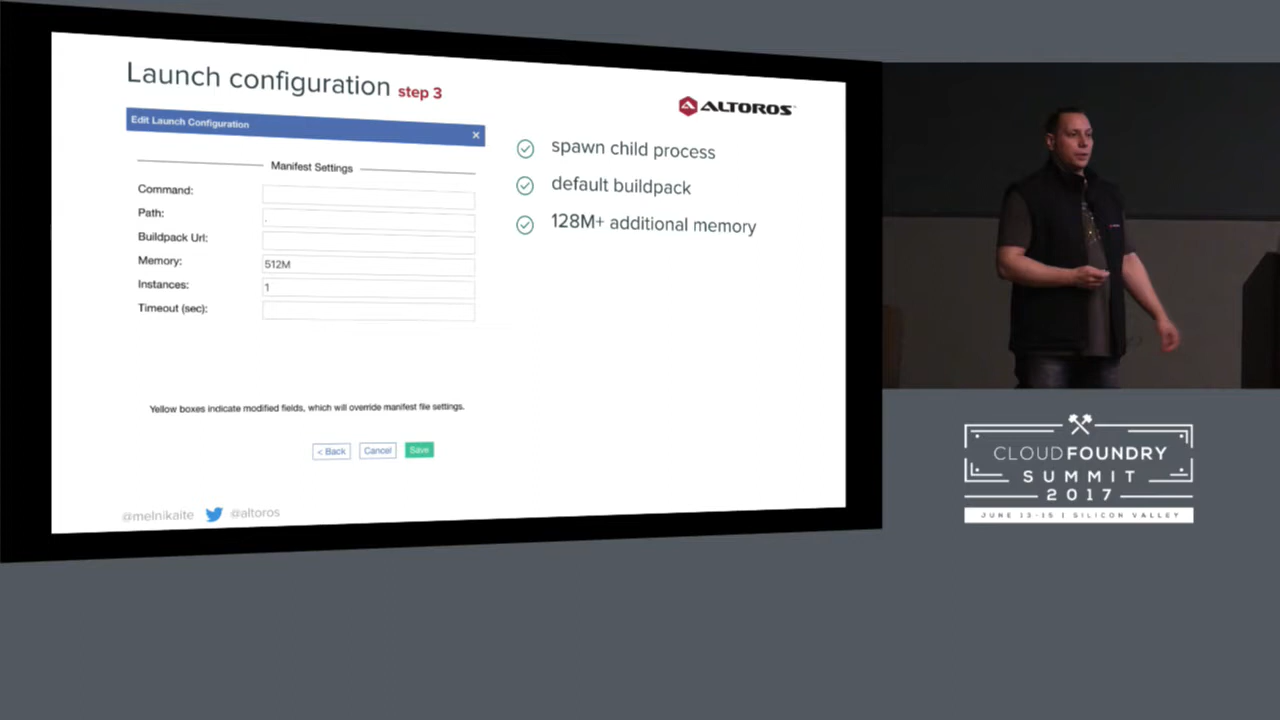 Launch configuration step 3
ALTOROS
Edit Launch Configuration ×
Manifest Settings
Command:
Path: .
Buildpack Url:
Memory: 512M
Instances: 1
Timeout (sec):
Yellow boxes indicate modified fields, which will override manifest file settings.
< Back Cancel Save
spawn child process
default buildpack
128M+ additional memory
@melnikaite @altoros
CLOUDFOUNDRY
SUMMIT
2017
JUNE 13-15 | SILICON VALLEY